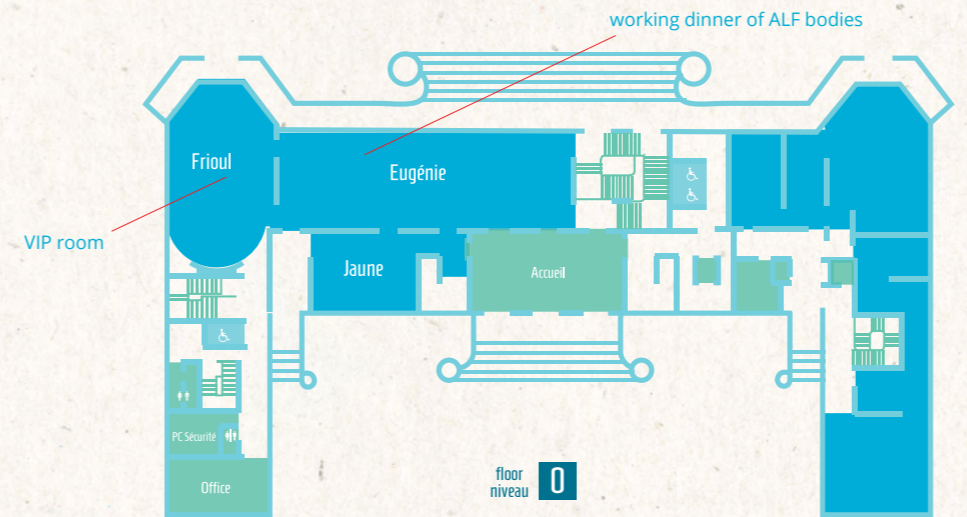 working dinner of ALF bodies
Frioul
Eugénie
VIP room
Jaune
Accueil
PC Sécurité
Office
floor
niveau
0